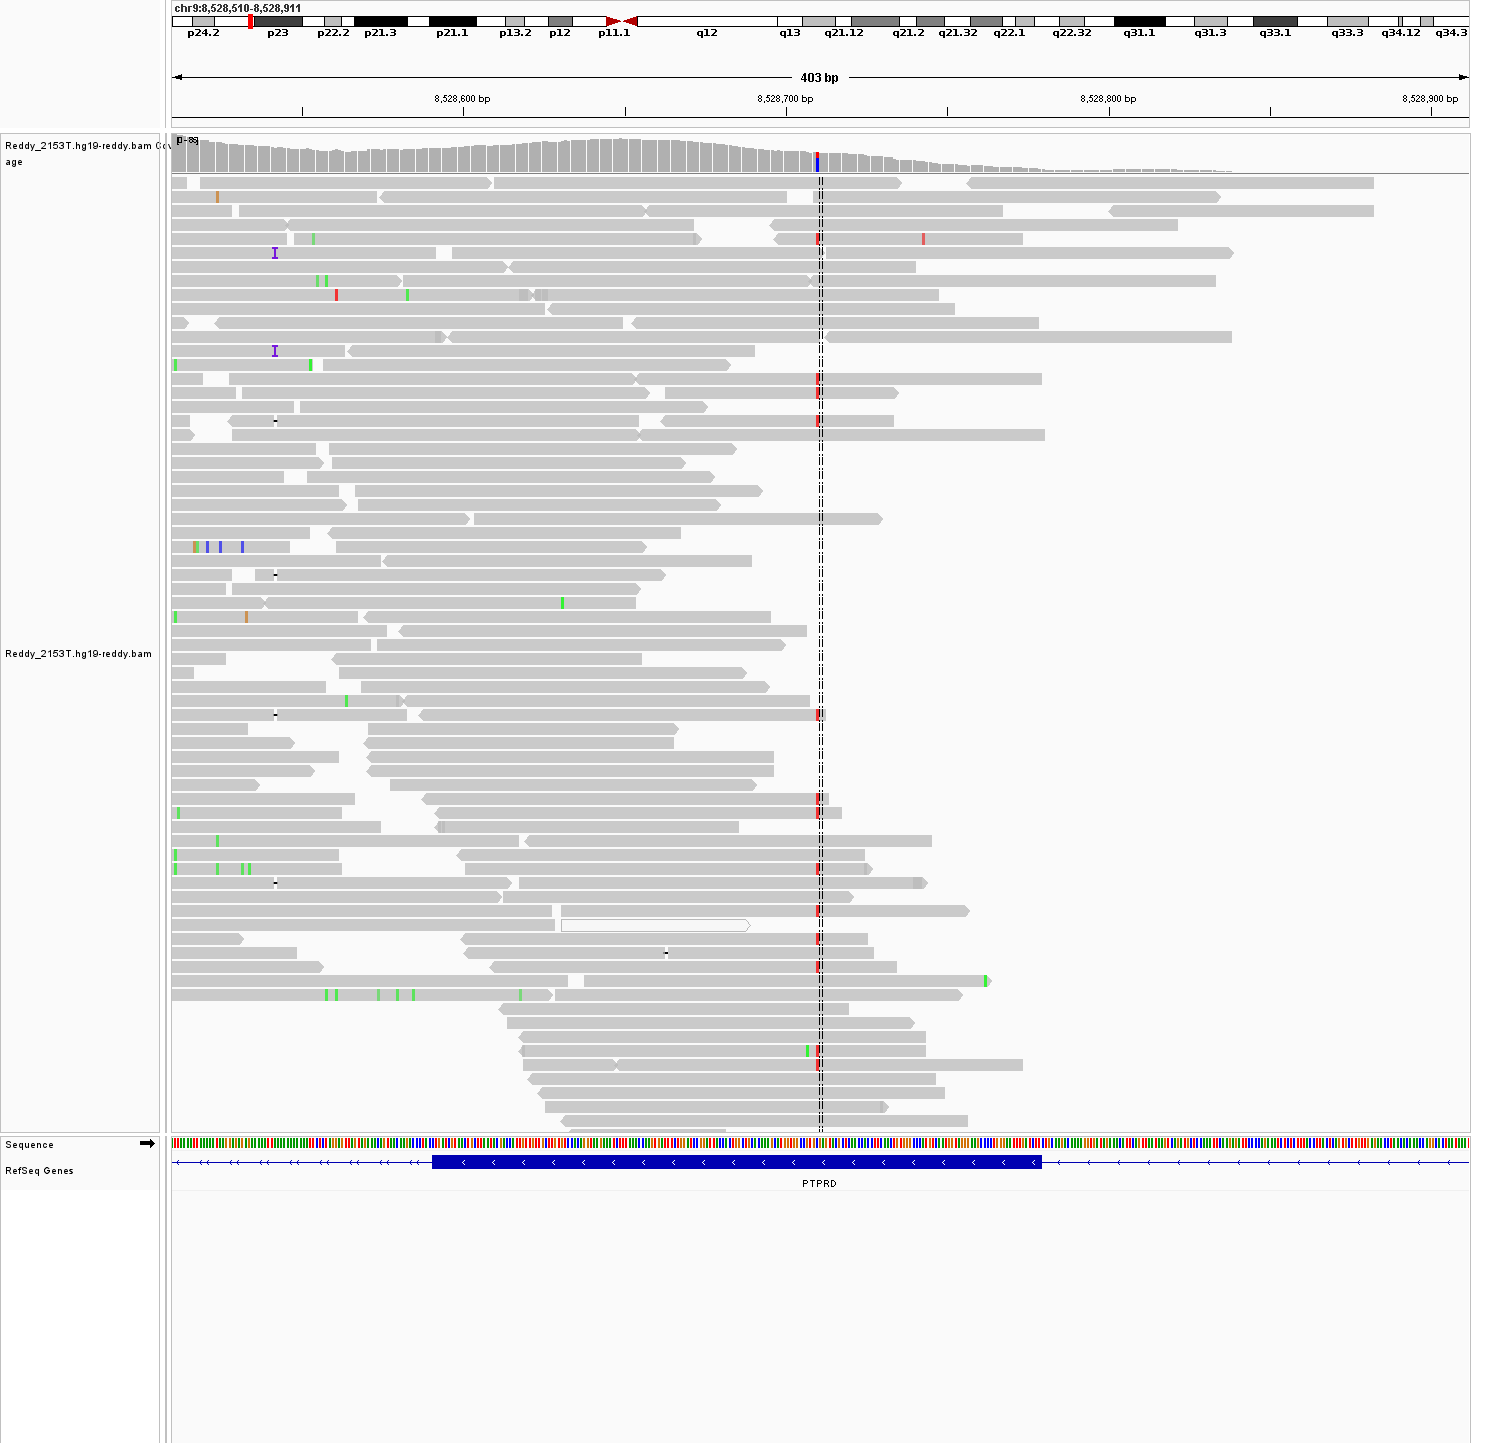 chr9:8,528,510-8,528,911
p24.2 p23 p22.2 p21.3 p21.1 p13.2 p12 p11.1 q12 q13 q21.12 q21.2 q21.32 q22.1 q22.32 q31.1 q31.3 q33.1 q33.3 q34.12 q34.3
403 bp
8,528,600 bp 8,528,700 bp 8,528,800 bp 8,528,900 bp
Reddy_2153T.hg19-reddy.bam Cov
age
Reddy_2153T.hg19-reddy.bam
Sequence
RefSeq Genes
PTPRD